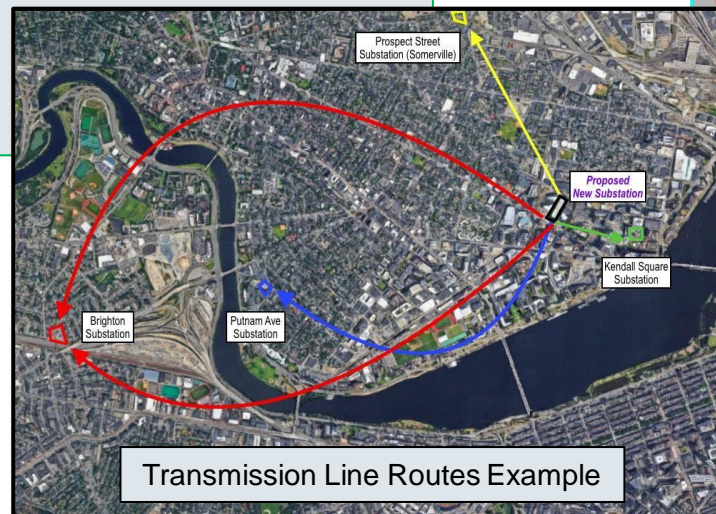 Prospect Street
Substation (Somerville)
Proposed
New Substation
Kendall Square
Substation
Brighton
Substation
Putnam Ave
Substation
Transmission Line Routes Example